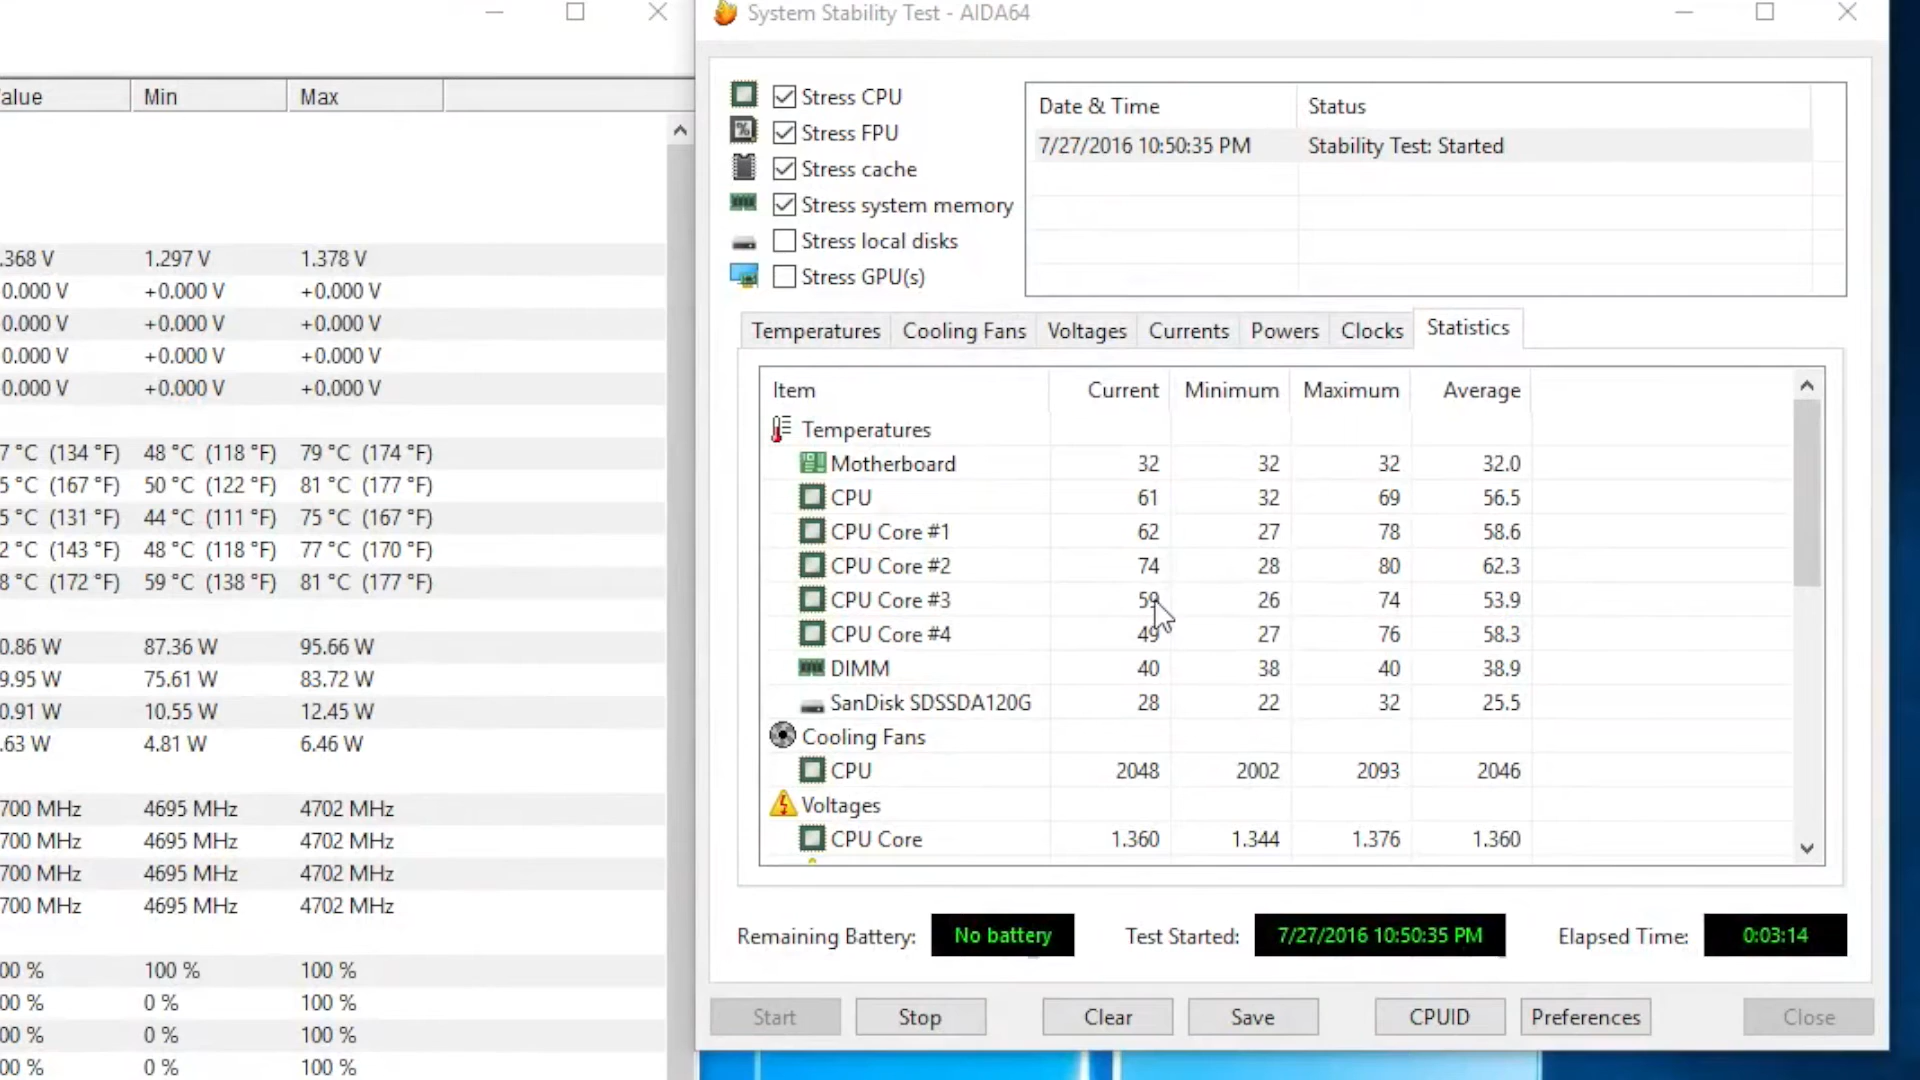 alue Min Max
.368 V 1.297 V 1.378 V
0.000 V +0.000 V +0.000 V
0.000 V +0.000 V +0.000 V
0.000 V +0.000 V +0.000 V
0.000 V +0.000 V +0.000 V
7 °C (134 °F) 48 °C (118 °F) 79 °C (174 °F)
5 °C (167 °F) 50 °C (122 °F) 81 °C (177 °F)
5 °C (131 °F) 44 °C (111 °F) 75 °C (167 °F)
2 °C (143 °F) 48 °C (118 °F) 77 °C (170 °F)
8 °C (172 °F) 59 °C (138 °F) 81 °C (177 °F)
0.86 W 87.36 W 95.66 W
9.95 W 75.61 W 83.72 W
0.91 W 10.55 W 12.45 W
.63 W 4.81 W 6.46 W
700 MHz 4695 MHz 4702 MHz
700 MHz 4695 MHz 4702 MHz
700 MHz 4695 MHz 4702 MHz
700 MHz 4695 MHz 4702 MHz
00 % 100 % 100 %
00 % 0 % 100 %
00 % 0 % 100 %
00 % 0 % 100 %
System Stability Test - AIDA64
Stress CPU
Stress FPU
Stress cache
Stress system memory
Stress local disks
Stress GPU(s)
Date & Time Status
7/27/2016 10:50:35 PM Stability Test: Started
Temperatures Cooling Fans Voltages Currents Powers Clocks Statistics
Item Current Minimum Maximum Average
Temperatures
Motherboard 32 32 32 32.0
CPU 61 32 69 56.5
CPU Core #1 62 27 78 58.6
CPU Core #2 74 28 80 62.3
CPU Core #3 59 26 74 53.9
CPU Core #4 49 27 76 58.3
DIMM 40 38 40 38.9
SanDisk SDSSDA120G 28 22 32 25.5
Cooling Fans
CPU 2048 2002 2093 2046
Voltages
CPU Core 1.360 1.344 1.376 1.360
Remaining Battery: No battery Test Started: 7/27/2016 10:50:35 PM Elapsed Time: 0:03:14
Start Stop Clear Save CPUID Preferences Close